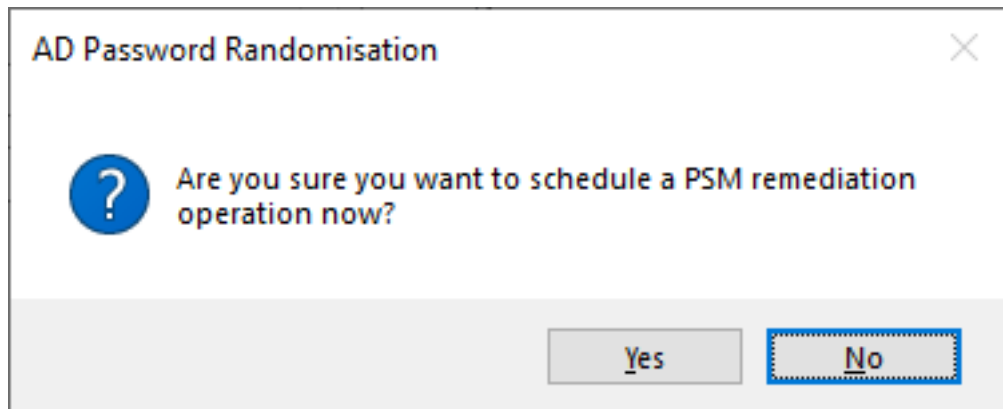 AD Password Randomisation
Are you sure you want to schedule a PSM remediation
operation now?
Yes
No